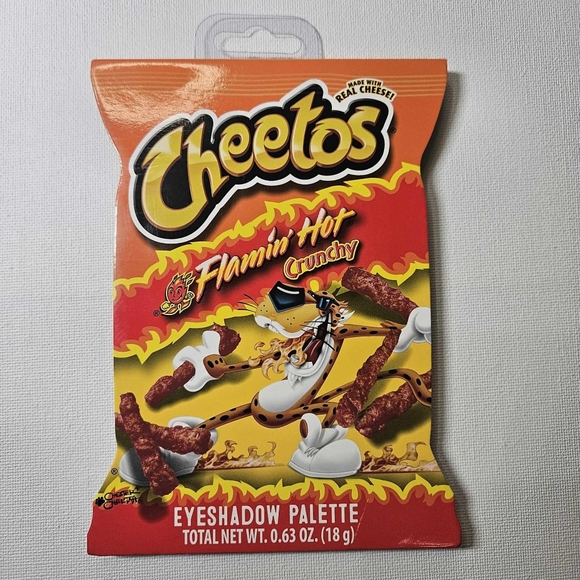 MADE WITH
REAL CHEESE!
Cheetos
Flamin' Hot
Crunchy
EYESHADOW PALETTE
TOTAL NET WT. 0.63 OZ. (18 g)